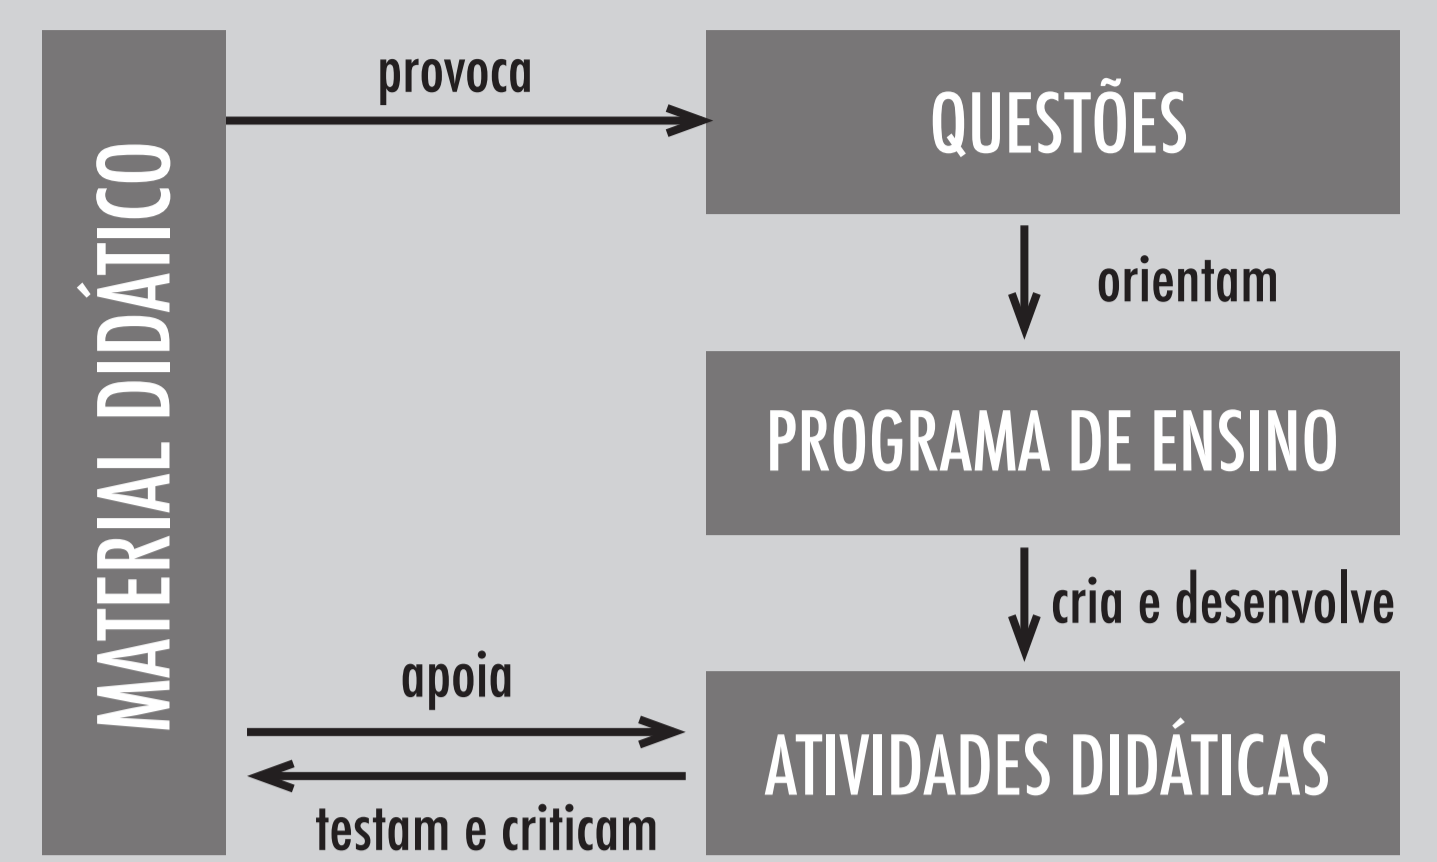 MATERIAL DIDÁTICO
provoca
QUESTÕES
orientam
PROGRAMA DE ENSINO
cria e desenvolve
apoia
testam e criticam
ATIVIDADES DIDÁTICAS